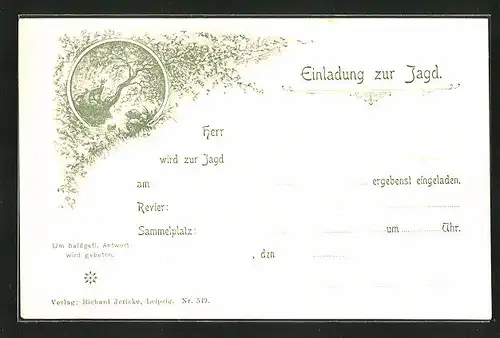 Einladung zur Jagd.
Herr
wird zur Jagd
am ergebenst eingeladen.
Revier:
Sammelplatz: um Uhr.
Um baldgefl. Antwort
wird gebeten.
, den
Verlag: Richard Jericke, Leipzig. Nr. 549.